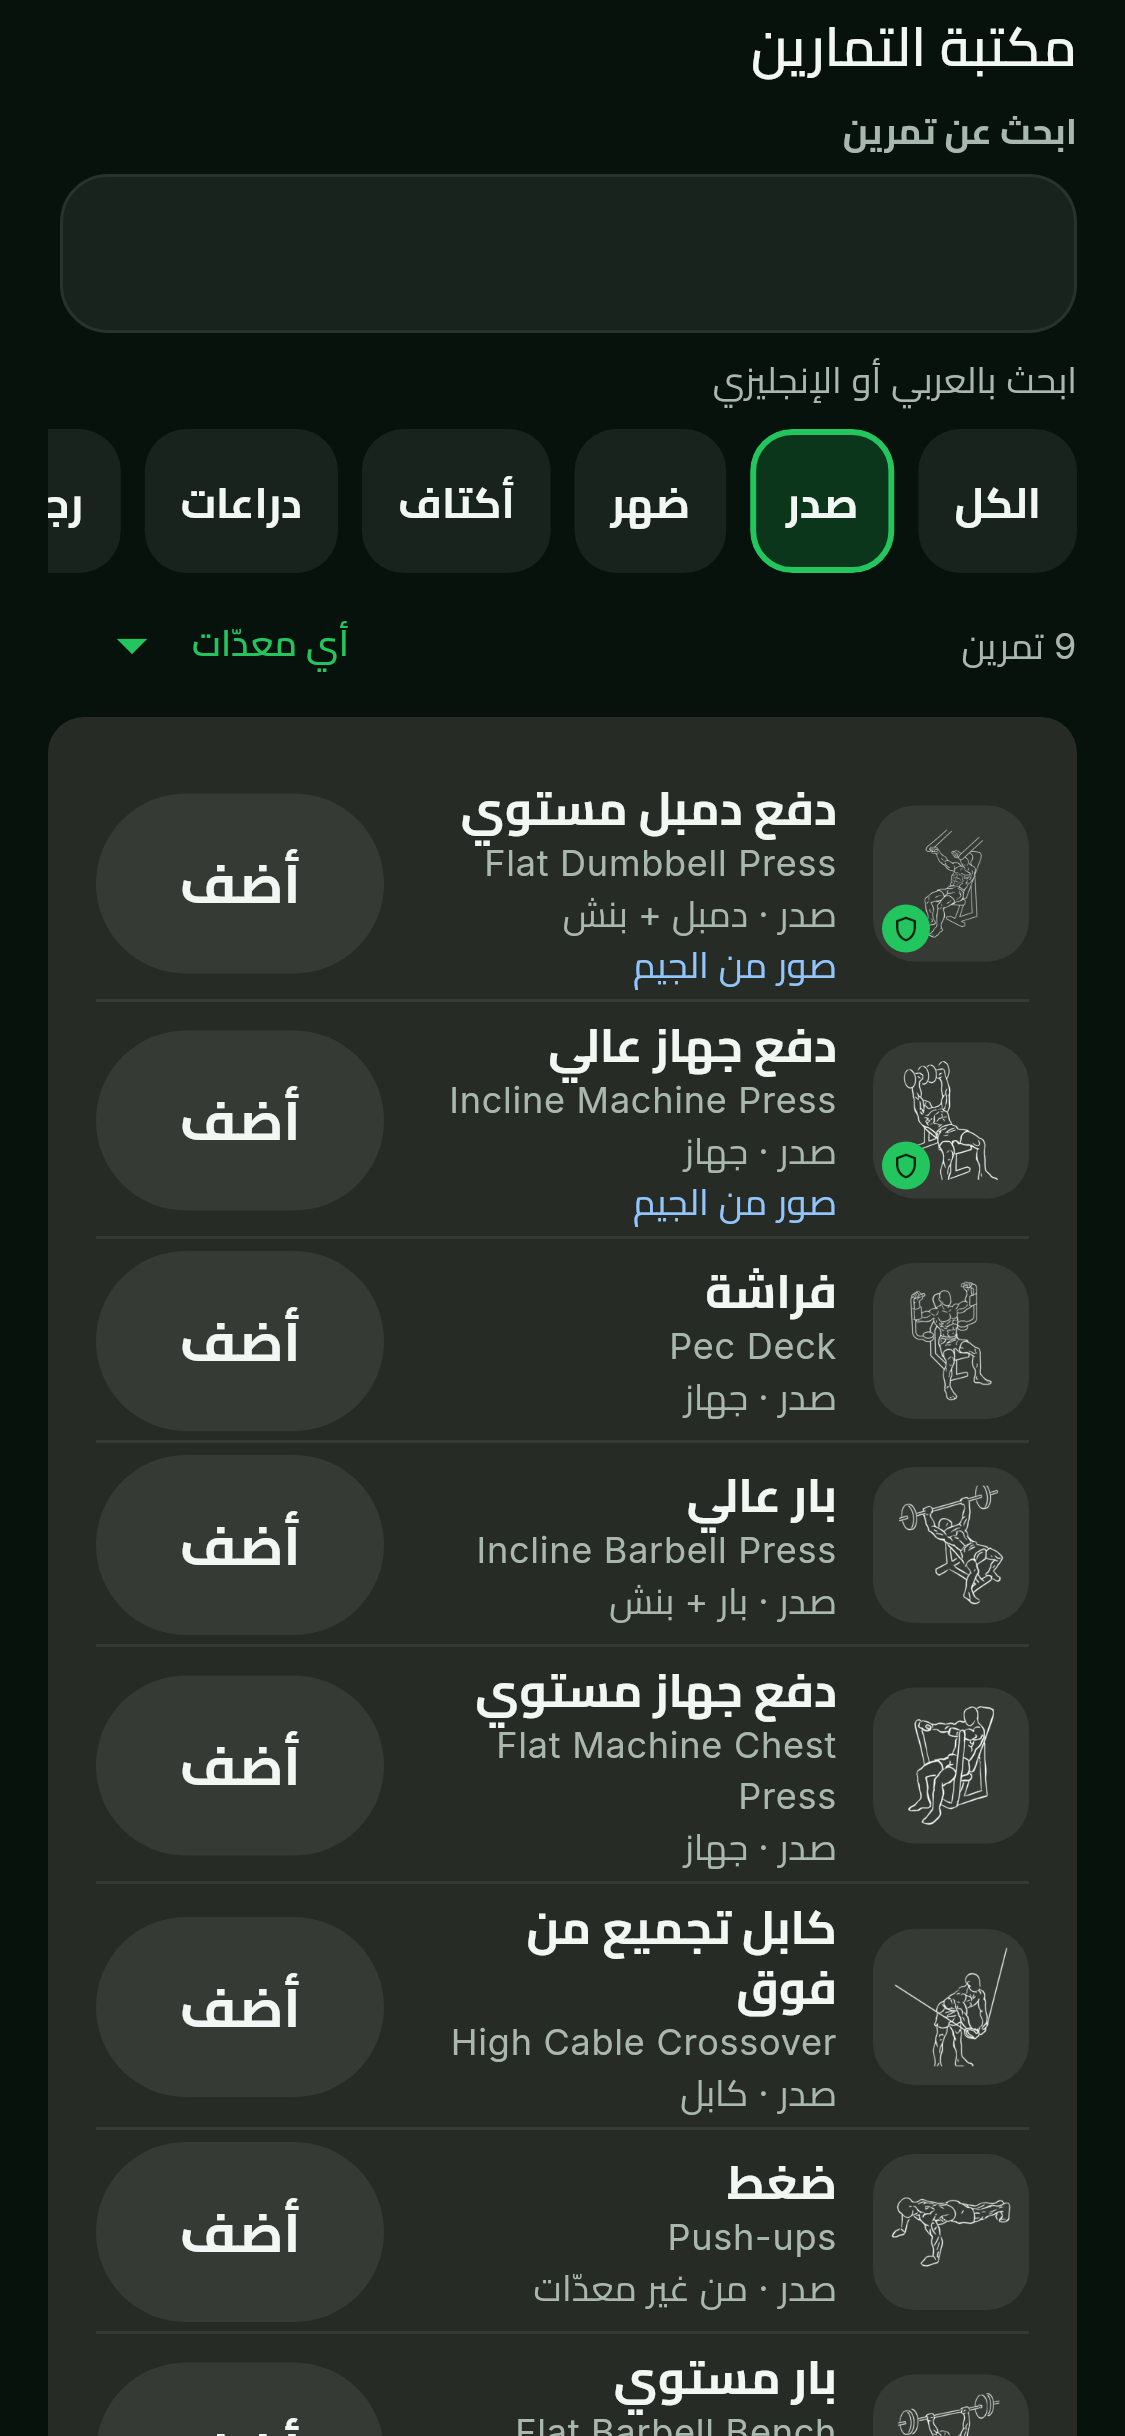 مكتبة التمارين
ابحث عن تمرين
ابحث بالعربي أو الإنجليزي
الكل
صدر
ضهر
أكتاف
دراعات
رج
9 تمرين
أي معدّات
دفع دمبل مستوي
Flat Dumbbell Press
صدر · دمبل + بنش
صور من الجيم
أضف
دفع جهاز عالي
Incline Machine Press
صدر · جهاز
صور من الجيم
أضف
فراشة
Pec Deck
صدر · جهاز
أضف
بار عالي
Incline Barbell Press
صدر · بار + بنش
أضف
دفع جهاز مستوي
Flat Machine Chest
Press
صدر · جهاز
أضف
كابل تجميع من
فوق
High Cable Crossover
صدر · كابل
أضف
ضغط
Push-ups
صدر · من غير معدّات
أضف
بار مستوي
Flat Barbell Bench